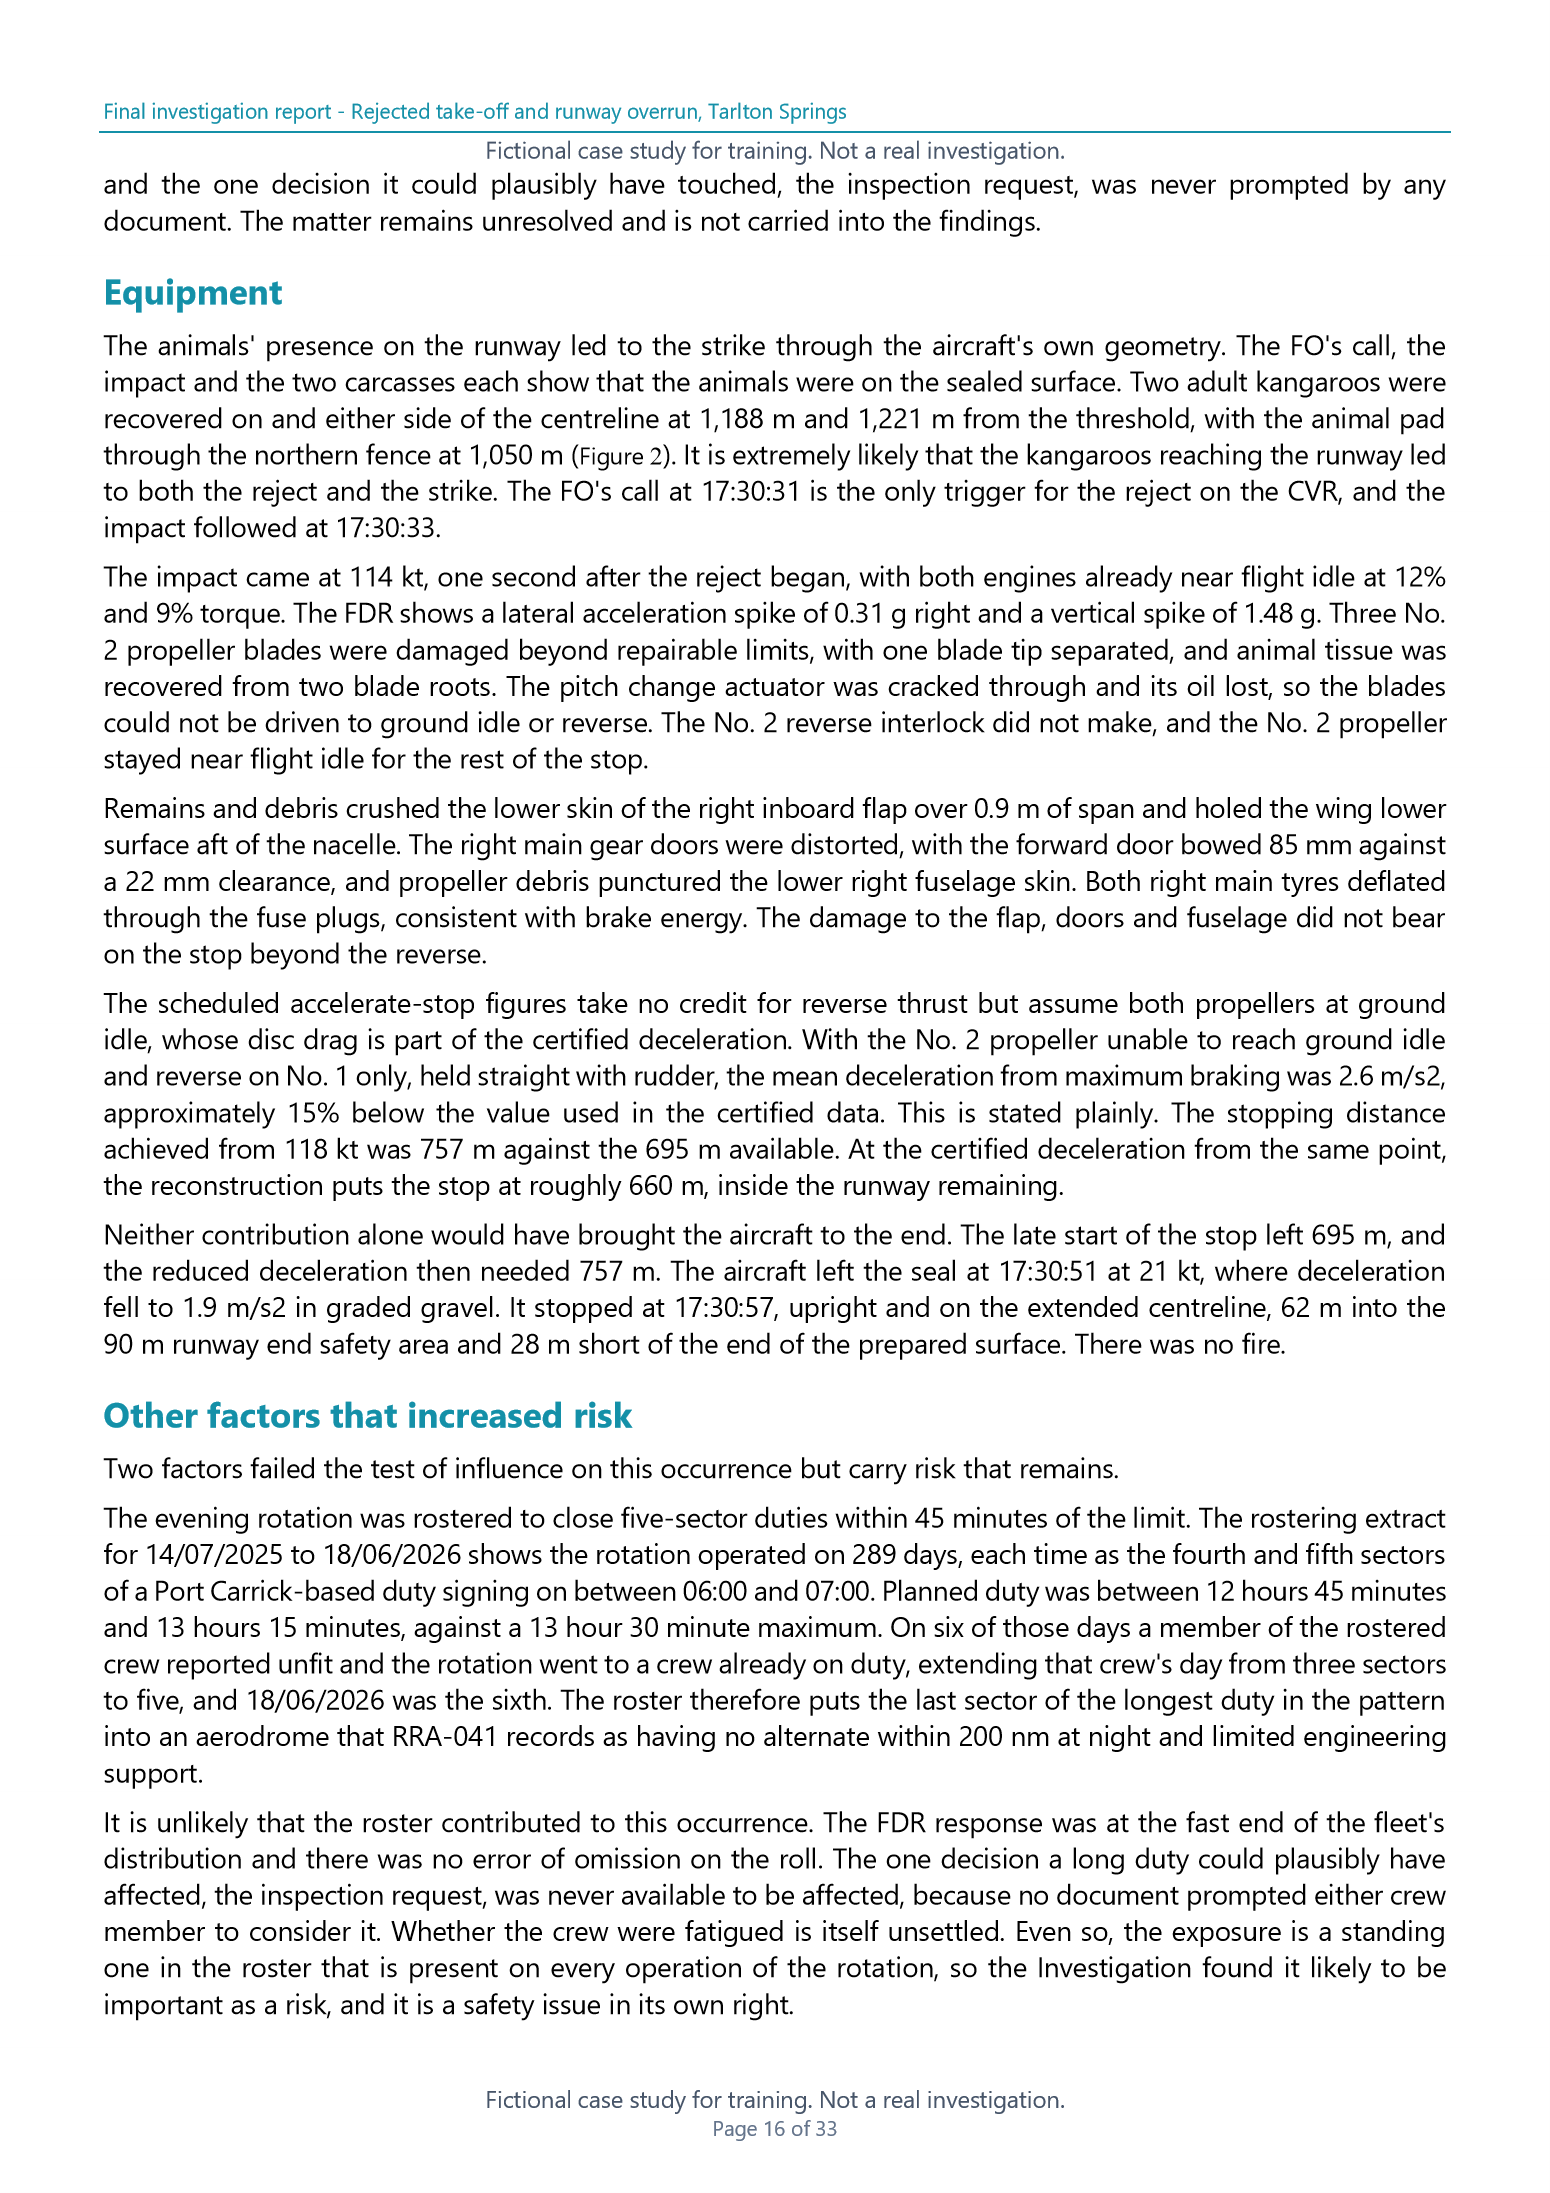 Final investigation report - Rejected take-off and runway overrun, Tarlton Springs
Fictional case study for training. Not a real investigation.
and the one decision it could plausibly have touched, the inspection request, was never prompted by any
document. The matter remains unresolved and is not carried into the findings.
Equipment
The animals' presence on the runway led to the strike through the aircraft's own geometry. The FO's call, the
impact and the two carcasses each show that the animals were on the sealed surface. Two adult kangaroos were
recovered on and either side of the centreline at 1,188 m and 1,221 m from the threshold, with the animal pad
through the northern fence at 1,050 m (Figure 2). It is extremely likely that the kangaroos reaching the runway led
to both the reject and the strike. The FO's call at 17:30:31 is the only trigger for the reject on the CVR, and the
impact followed at 17:30:33.
The impact came at 114 kt, one second after the reject began, with both engines already near flight idle at 12%
and 9% torque. The FDR shows a lateral acceleration spike of 0.31 g right and a vertical spike of 1.48 g. Three No.
2 propeller blades were damaged beyond repairable limits, with one blade tip separated, and animal tissue was
recovered from two blade roots. The pitch change actuator was cracked through and its oil lost, so the blades
could not be driven to ground idle or reverse. The No. 2 reverse interlock did not make, and the No. 2 propeller
stayed near flight idle for the rest of the stop.
Remains and debris crushed the lower skin of the right inboard flap over 0.9 m of span and holed the wing lower
surface aft of the nacelle. The right main gear doors were distorted, with the forward door bowed 85 mm against
a 22 mm clearance, and propeller debris punctured the lower right fuselage skin. Both right main tyres deflated
through the fuse plugs, consistent with brake energy. The damage to the flap, doors and fuselage did not bear
on the stop beyond the reverse.
The scheduled accelerate-stop figures take no credit for reverse thrust but assume both propellers at ground
idle, whose disc drag is part of the certified deceleration. With the No. 2 propeller unable to reach ground idle
and reverse on No. 1 only, held straight with rudder, the mean deceleration from maximum braking was 2.6 m/s2,
approximately 15% below the value used in the certified data. This is stated plainly. The stopping distance
achieved from 118 kt was 757 m against the 695 m available. At the certified deceleration from the same point,
the reconstruction puts the stop at roughly 660 m, inside the runway remaining.
Neither contribution alone would have brought the aircraft to the end. The late start of the stop left 695 m, and
the reduced deceleration then needed 757 m. The aircraft left the seal at 17:30:51 at 21 kt, where deceleration
fell to 1.9 m/s2 in graded gravel. It stopped at 17:30:57, upright and on the extended centreline, 62 m into the
90 m runway end safety area and 28 m short of the end of the prepared surface. There was no fire.
Other factors that increased risk
Two factors failed the test of influence on this occurrence but carry risk that remains.
The evening rotation was rostered to close five-sector duties within 45 minutes of the limit. The rostering extract
for 14/07/2025 to 18/06/2026 shows the rotation operated on 289 days, each time as the fourth and fifth sectors
of a Port Carrick-based duty signing on between 06:00 and 07:00. Planned duty was between 12 hours 45 minutes
and 13 hours 15 minutes, against a 13 hour 30 minute maximum. On six of those days a member of the rostered
crew reported unfit and the rotation went to a crew already on duty, extending that crew's day from three sectors
to five, and 18/06/2026 was the sixth. The roster therefore puts the last sector of the longest duty in the pattern
into an aerodrome that RRA-041 records as having no alternate within 200 nm at night and limited engineering
support.
It is unlikely that the roster contributed to this occurrence. The FDR response was at the fast end of the fleet's
distribution and there was no error of omission on the roll. The one decision a long duty could plausibly have
affected, the inspection request, was never available to be affected, because no document prompted either crew
member to consider it. Whether the crew were fatigued is itself unsettled. Even so, the exposure is a standing
one in the roster that is present on every operation of the rotation, so the Investigation found it likely to be
important as a risk, and it is a safety issue in its own right.
Fictional case study for training. Not a real investigation.
Page 16 of 33